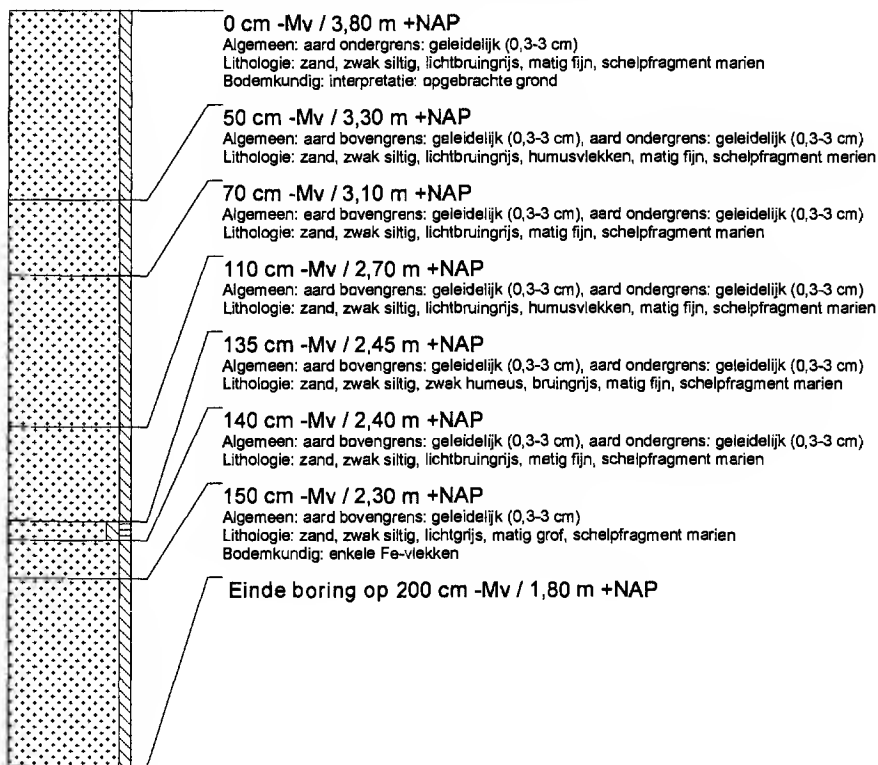 0 cm -Mv / 3,80 m +NAP
Algemeen: aard ondergrens: geleidelijk (0,3-3 cm)
Lithologie: zand, zwak siltig, lichtbruingrijs, matig fijn, schelpfragment marien
Bodemkundig: interpretatie: opgebrachte grond
50 cm -Mv / 3,30 m +NAP
Algemeen: aard bovengrens: geleidelijk (0,3-3 cm), aard ondergrens: geleidelijk (0,3-3 cm)
Lithologie: zand, zwak siltig, lichtbruingrijs, humusvlekken, matig fijn, schelpfragment merien
70 cm -Mv / 3,10 m +NAP
Algemeen: eard bovengrens: geleidelijk (0,3-3 cm), aard ondergrens: geleidelijk (0,3-3 cm)
Lithologie: zand, zwak siltig, lichtbruingrijs, matig fijn, schelpfragment marien
110 cm -Mv / 2,70 m +NAP
Algemeen: aard bovengrens: geleidelijk (0,3-3 cm), aard ondergrens: geleidelijk (0,3-3 cm)
Lithologie: zand, zwak siltig, lichtbruingrijs, humusvlekken, matig fijn, schelpfragment marien
135 cm -Mv / 2,45 m +NAP
Algemeen: aard bovengrens: geleidelijk (0,3-3 cm), aard ondergrens: geleidelijk (0,3-3 cm)
Lithologie: zand, zwak siltig, zwak humeus, bruingrijs, matig fijn, schelpfragment marien
140 cm -Mv / 2,40 m +NAP
Algemeen: aard bovengrens: geleidelijk (0,3-3 cm), aard ondergrens: geleidelijk (0,3-3 cm)
Lithologie: zand, zwak siltig, lichtbruingrijs, metig fijn, schelpfragment marien
150 cm -Mv / 2,30 m +NAP
Algemeen: aard bovengrens: geleidelijk (0,3-3 cm)
Lithologie: zand, zwak siltig, lichtgrijs, matig grof, schelpfragment marien
Bodemkundig: enkele Fe-vlekken
Einde boring op 200 cm -Mv / 1,80 m +NAP